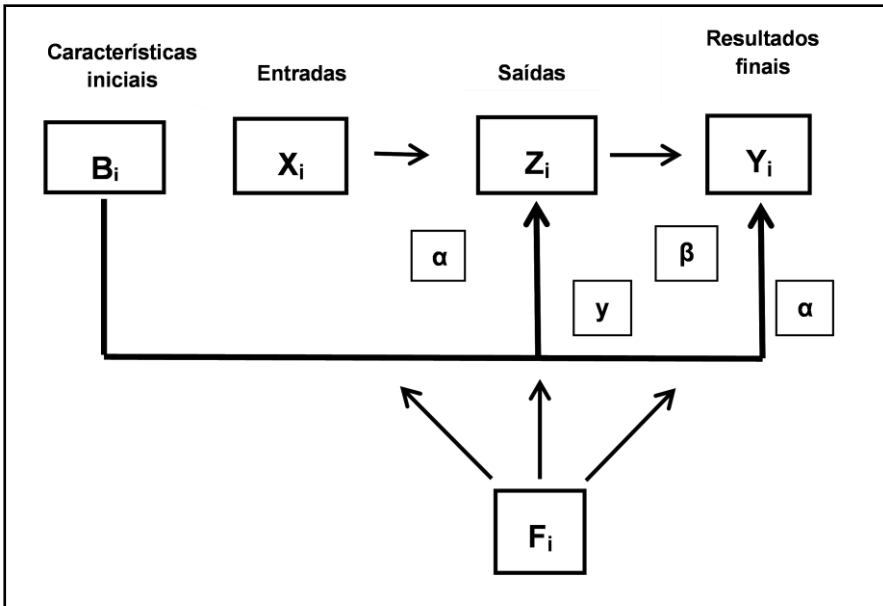 Características
iniciais
Entradas
Saídas
Resultados
finais
Bi
Xi
Zi
Yi
α
β
y
α
Fi